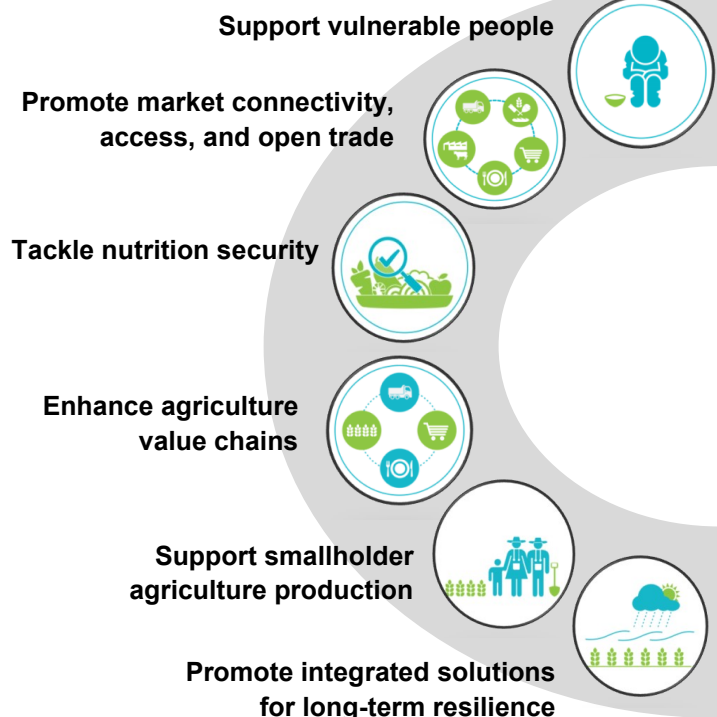 Support vulnerable people
Promote market connectivity,
access, and open trade
Tackle nutrition security
Enhance agriculture
value chains
Support smallholder
agriculture production
Promote integrated solutions
for long-term resilience